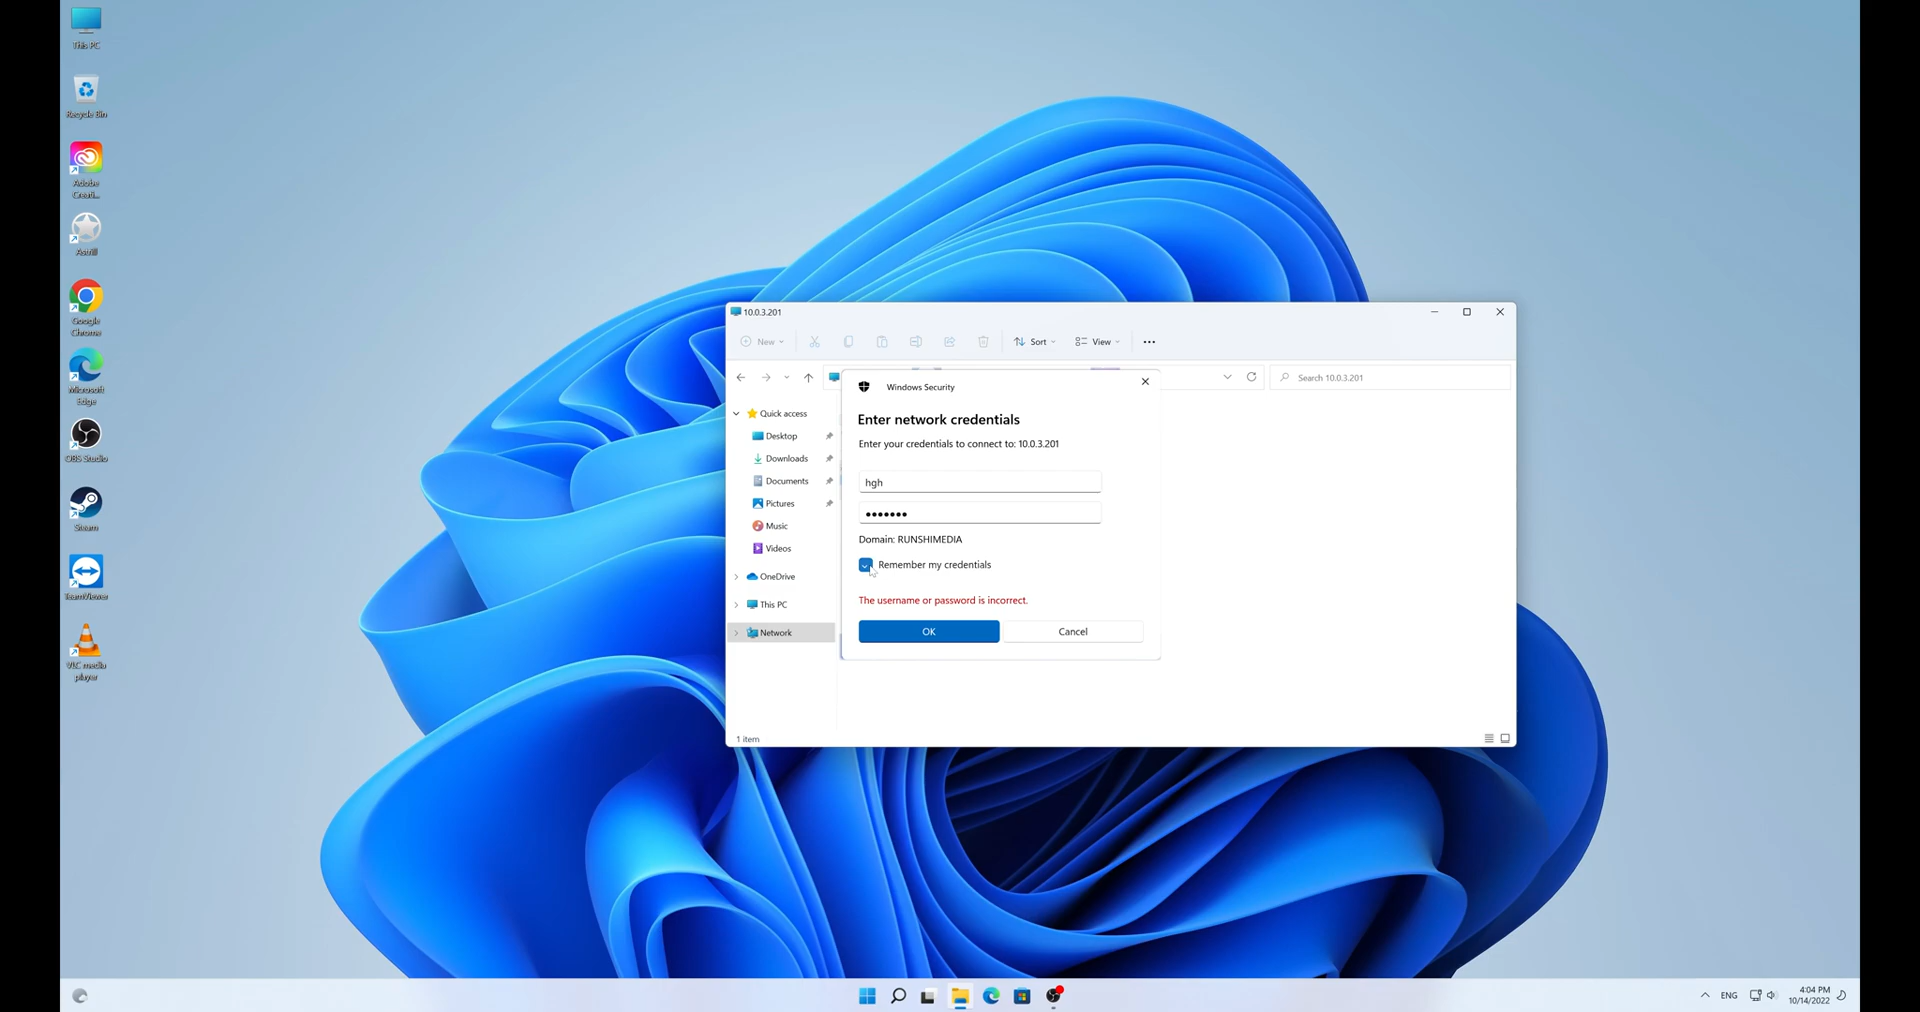 This PC
Recycle Bin
Adobe
Creati...
Astrill
Google
Chrome
Microsoft
Edge
OBS Studio
Steam
TeamViewer
VLC media
player
10.0.3.201
New
Sort
View
Search 10.0.3.201
Quick access
Desktop
Downloads
Documents
Pictures
Music
Videos
OneDrive
This PC
Network
1 item
Windows Security
Enter network credentials
Enter your credentials to connect to: 10.0.3.201
hgh
Domain: RUNSHIMEDIA
Remember my credentials
The username or password is incorrect.
OK
Cancel
ENG
4:04 PM
10/14/2022